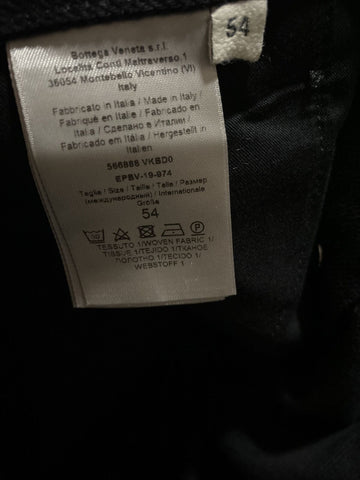 54
Bottega Veneta s.r.l
Località Conti Maltraverso 1
36054 Montebello Vicentino (VI)
Italy
Fabbricato in Italia / Made in Italy /
Fabriqué en Italie / Fabricado en
Italia / Сделано в Италии /
Fabricado em Itália / Hergestellt in
Italien
566888 VKBD0
EPBV-19-974
Taglia / Size / Taille / Talla / Размер
(международный) / Internationale
Größe
54
TESSUTO 1/WOVEN FABRIC 1/
TISSUE 1/TEJIDO 1/ТКАНОЕ
ПОЛОТНО 1/TECIDO 1/
WEBSTOFF 1